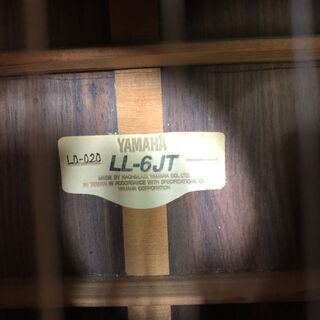 YAMAHA
LO-020
LL-6JT
MADE BY KAOHSIUNG YAMAHA CO., LTD.
IN TAIWAN IN ACCORDANCE WITH SPECIFICATIONS OF
YAMAHA CORPORATION